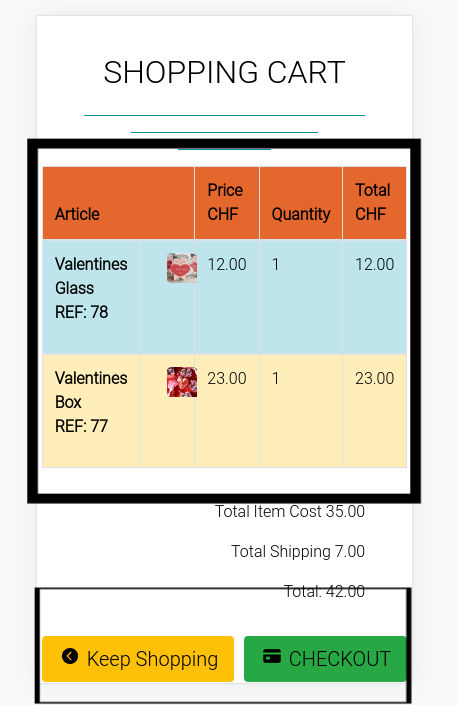 SHOPPING CART
Article
Price CHF
Quantity
Total CHF
Valentines Glass REF: 78
12.00
1
12.00
Valentines Box REF: 77
23.00
1
23.00
Total Item Cost 35.00
Total Shipping 7.00
Total: 42.00
Keep Shopping
CHECKOUT